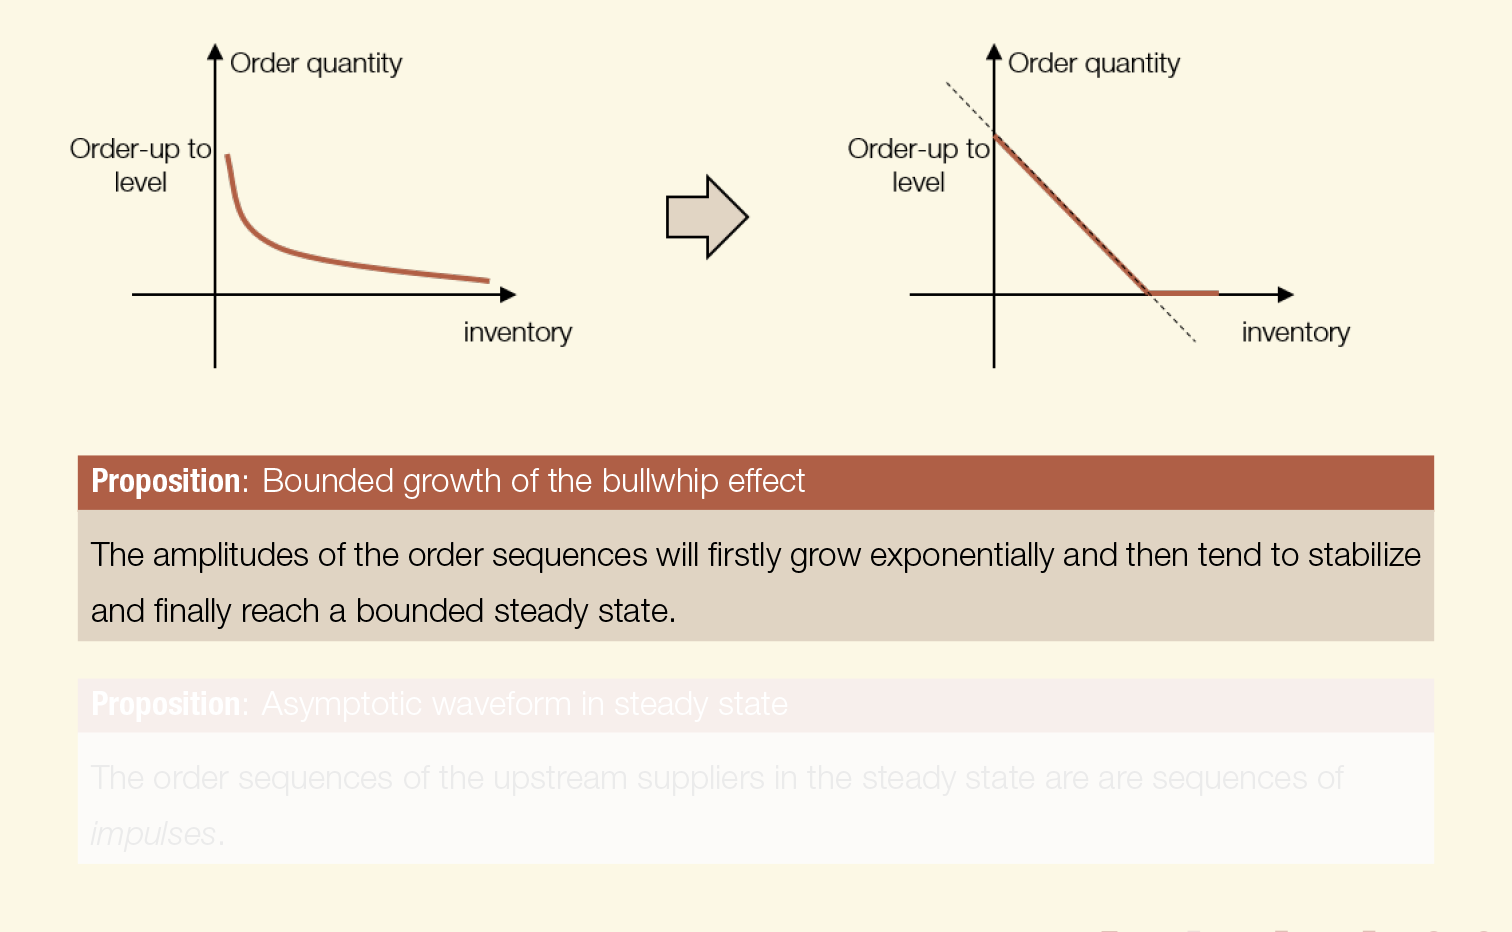 Order quantity
Order-up to
level
inventory
Order quantity
Order-up to
level
inventory
Proposition: Bounded growth of the bullwhip effect
The amplitudes of the order sequences will firstly grow exponentially and then tend to stabilize
and finally reach a bounded steady state.
Proposition: Asymptotic waveform in steady state
The order sequences of the upstream suppliers in the steady state are are sequences of
impulses.